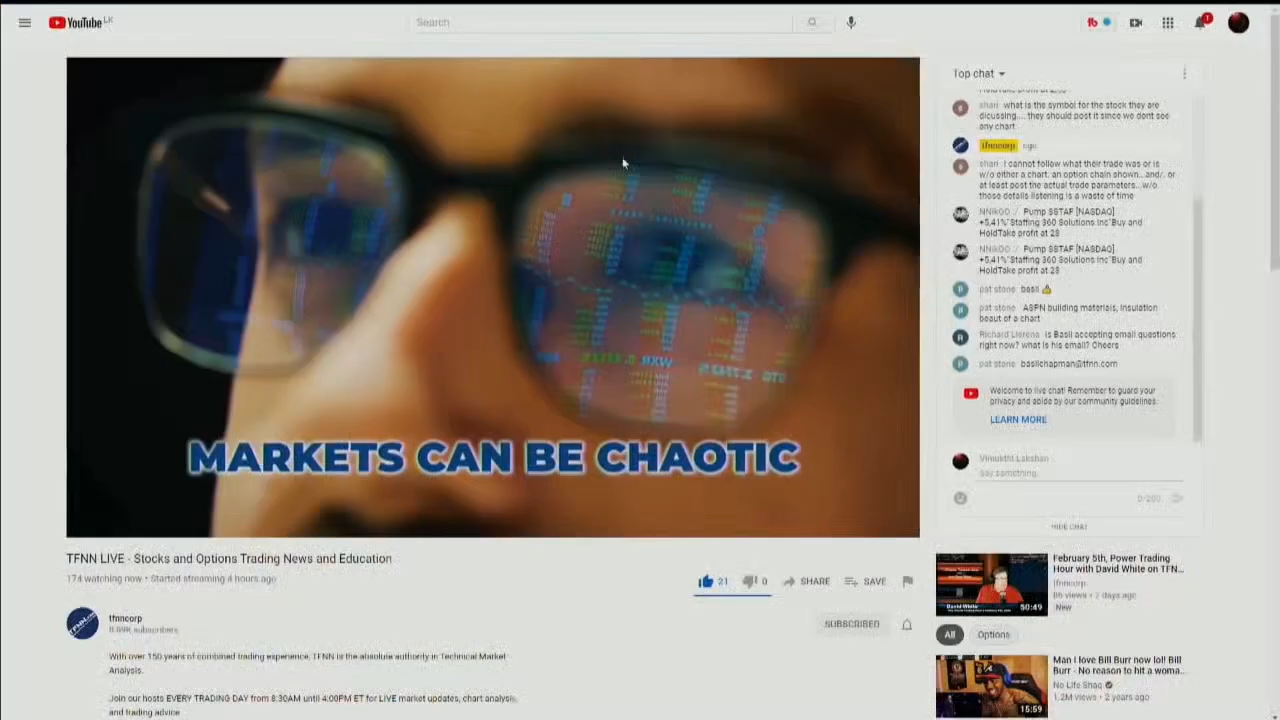 YouTube LK
Search
1
MARKETS CAN BE CHAOTIC
TFNN LIVE - Stocks and Options Trading News and Education
174 watching now • Started streaming 4 hours ago
21
0
SHARE
SAVE
tfnncorp
subscribers
SUBSCRIBED
With over 150 years of combined trading experience, TFNN is the absolute authority in Technical Market
Analysis.
Join our hosts EVERY TRADING DAY from 8:30AM until 4:00PM ET for LIVE market updates, chart analysis,
and trading advice
Top chat
shari what is the symbol for the stock they are
dicussing.... they should post it since we dont see
any chart
tfnncorp cgc
shari I cannot follow what their trade was or is
w/o either a chart. an option chain shown...and/. or
at least post the actual trade parameters...w/o.
those details listening is a waste of time
Pump $STAF [NASDAQ]
+5,41%"Staffing 360 Solutions Inc"Buy and
HoldTake profit at 28
Pump $STAF [NASDAQ]
+5,41%"Staffing 360 Solutions Inc"Buy and
HoldTake profit at 28
pat stone basil
pat stone ASPN building materials, Insulation
beaut of a chart
Richard Llorens is Basil accepting email questions
right now? what is his email? Cheers
pat stone basilchapman@tfnn.com
Welcome to live chat! Remember to guard your
privacy and abide by our community guidelines.
LEARN MORE
Vimukthi Lakshan
Say something...
0/200
HIDE CHAT
David White
50:49
February 5th, Power Trading
Hour with David White on TFN...
tfnncorp
86 views • 2 days ago
New
All
Options
15:59
Man I love Bill Burr now lol! Bill
Burr - No reason to hit a woma...
No Life Shaq
1.2M views • 2 years ago